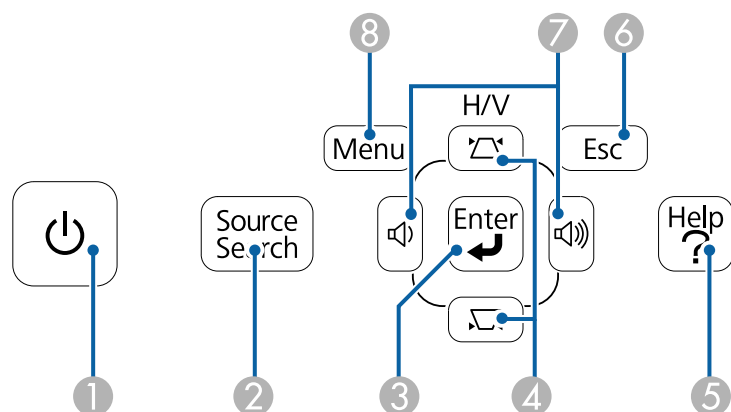 8 7 6
H/V
Menu
Esc
Source
Search
Enter
Help
?
1 2 3 4 5